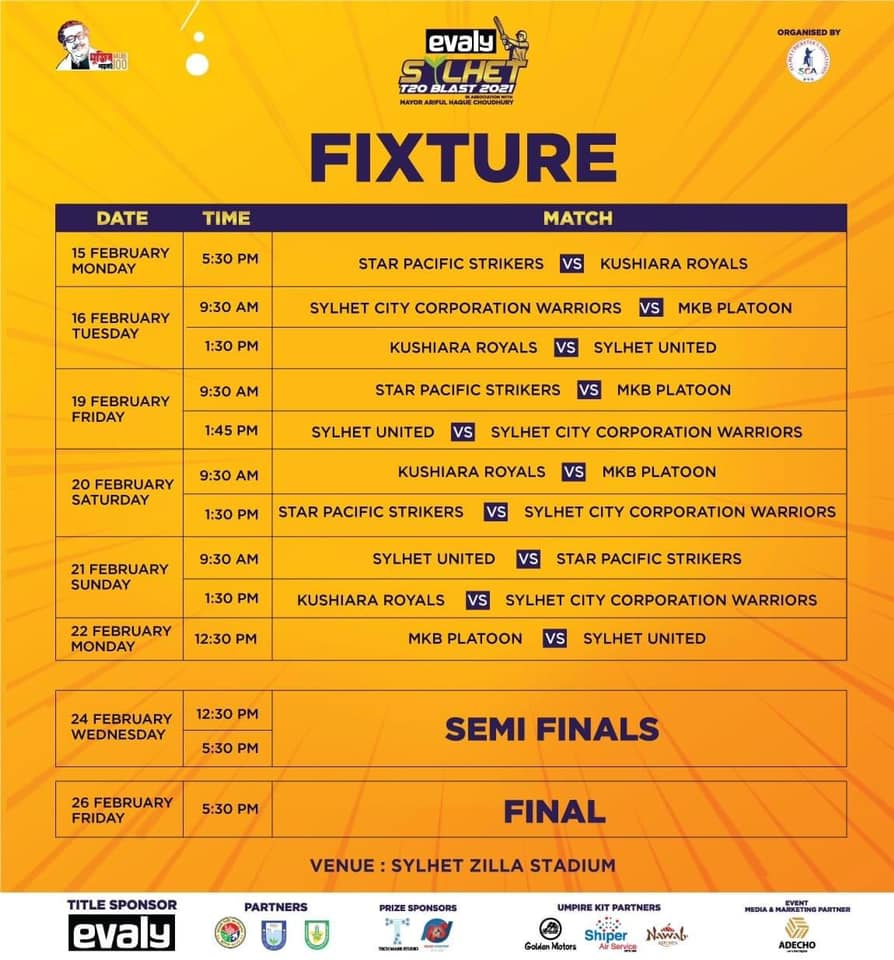 মুজিব
শতবর্ষ
100
evaly
SYLHET
T20 BLAST 2021
IN ASSOCIATION WITH
MAYOR ARIFUL HAQUE CHOUDHURY
ORGANISED BY
SCA
FIXTURE
DATE TIME MATCH
15 FEBRUARY
MONDAY
5:30 PM
STAR PACIFIC STRIKERS VS KUSHIARA ROYALS
16 FEBRUARY
TUESDAY
9:30 AM
SYLHET CITY CORPORATION WARRIORS VS MKB PLATOON
1:30 PM
KUSHIARA ROYALS VS SYLHET UNITED
19 FEBRUARY
FRIDAY
9:30 AM
STAR PACIFIC STRIKERS VS MKB PLATOON
1:45 PM
SYLHET UNITED VS SYLHET CITY CORPORATION WARRIORS
20 FEBRUARY
SATURDAY
9:30 AM
KUSHIARA ROYALS VS MKB PLATOON
1:30 PM
STAR PACIFIC STRIKERS VS SYLHET CITY CORPORATION WARRIORS
21 FEBRUARY
SUNDAY
9:30 AM
SYLHET UNITED VS STAR PACIFIC STRIKERS
1:30 PM
KUSHIARA ROYALS VS SYLHET CITY CORPORATION WARRIORS
22 FEBRUARY
MONDAY
12:30 PM
MKB PLATOON VS SYLHET UNITED
24 FEBRUARY
WEDNESDAY
12:30 PM
5:30 PM
SEMI FINALS
26 FEBRUARY
FRIDAY
5:30 PM
FINAL
VENUE : SYLHET ZILLA STADIUM
TITLE SPONSOR
evaly
PARTNERS
PRIZE SPONSORS
UMPIRE KIT PARTNERS
Golden Motors
Shiper
Air Service
Nawab
EVENT
MEDIA & MARKETING PARTNER
ADECHO